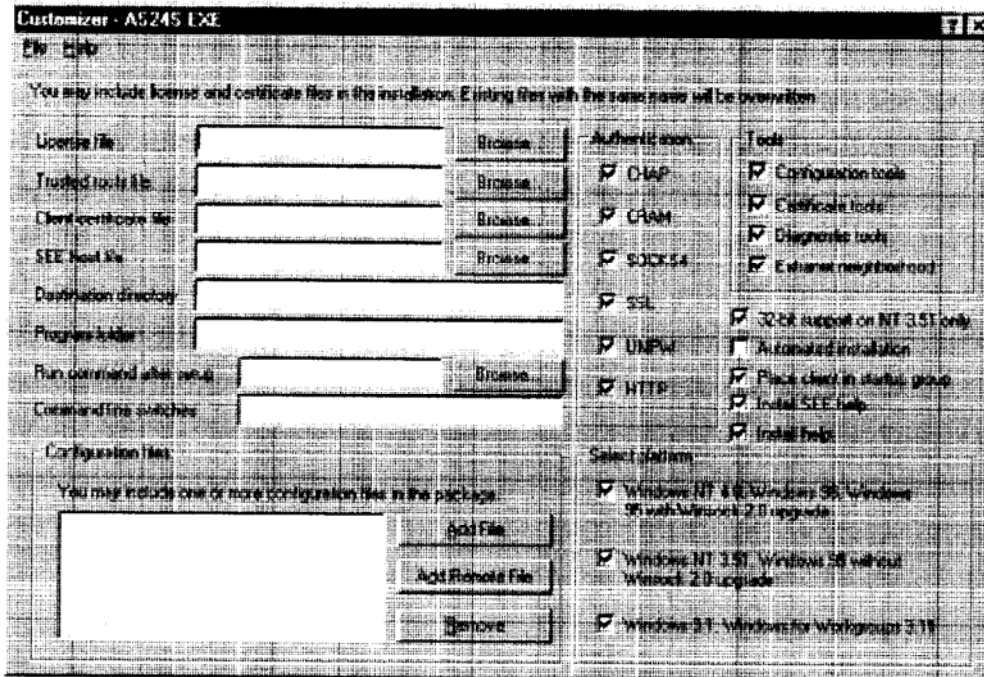 Customizer - AS24S EXE
File Help
You may include license and certificate files in the installation. Existing files with the same name will be overwritten
License file
Browse...
Trusted roots file
Browse...
Client certificate file
Browse...
SEE host file
Browse...
Destination directory
Program folder
Run command after setup
Browse...
Command line switches
Authentication
CHAP
CRAM
SOCKS4
SSL
UNPW
HTTP
Tools
Configuration tools
Certificate tools
Diagnostic tools
Extranet neighborhood
32-bit support on NT 3.51 only
Automated installation
Place client in startup group
Install SEE help
Install help
Configuration files
You may include one or more configuration files in the package.
Add File
Add Remote File
Remove
Select platform
Windows NT 4.0, Windows 98, Windows
95 with Winsock 2.0 upgrade
Windows NT 3.51, Windows 95 without
Winsock 2.0 upgrade
Windows 3.1, Windows for Workgroups 3.11